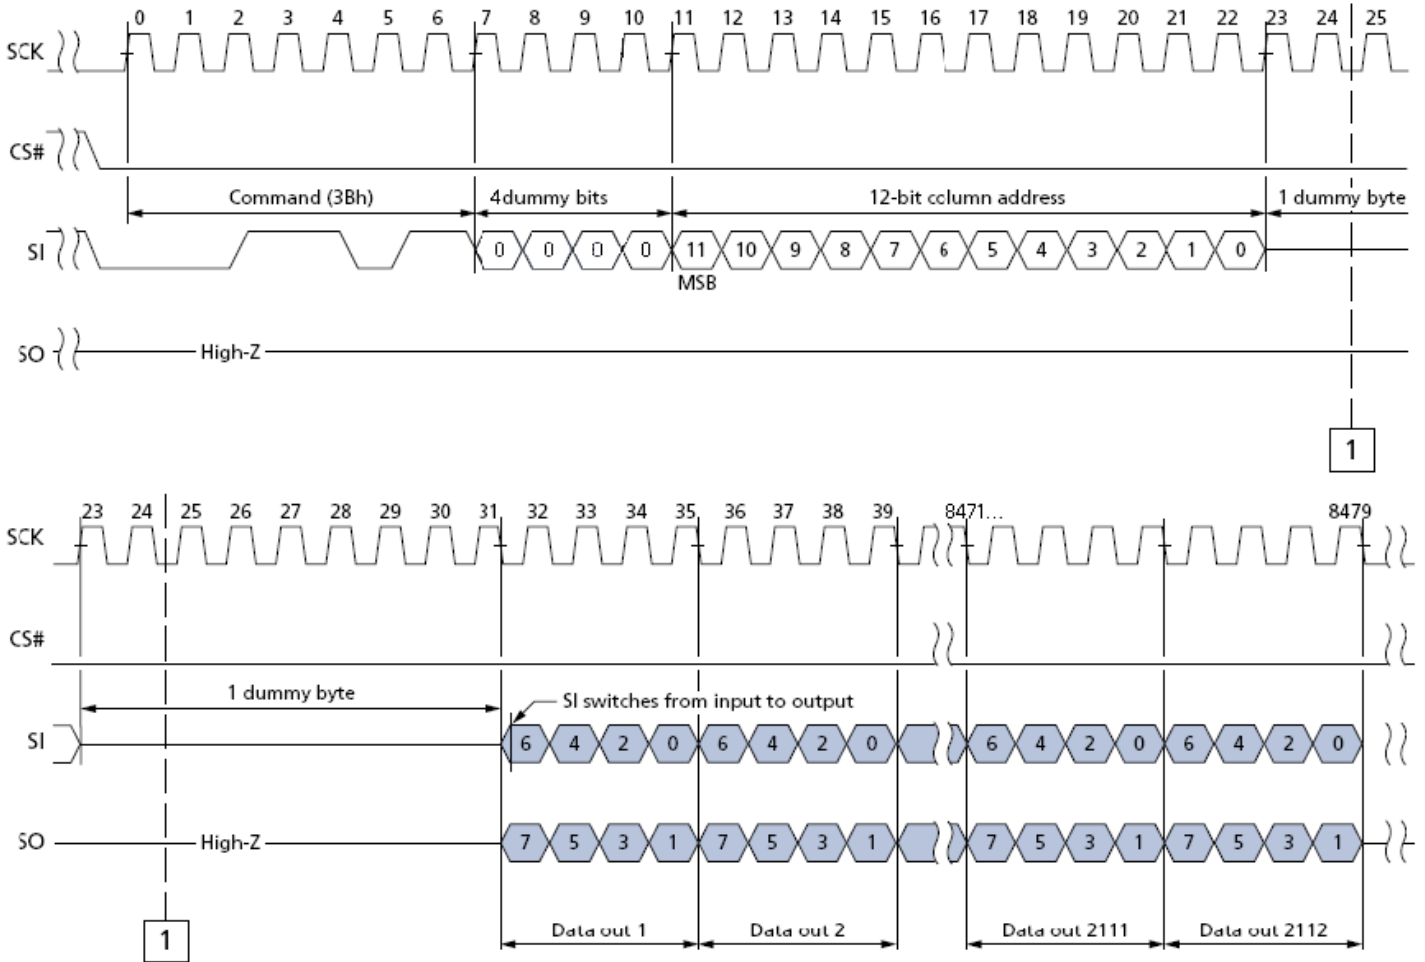 0 1 2 3 4 5 6 7 8 9 10 11 12 13 14 15 16 17 18 19 20 21 22 23 24 25
SCK
CS#
Command (3Bh) 4dummy bits 12-bit cclumn address 1 dummy byte
SI 0 0 0 0 11 10 9 8 7 6 5 4 3 2 1 0
MSB
SO High-Z
1
23 24 25 26 27 28 29 30 31 32 33 34 35 36 37 38 39 8471... 8479
SCK
CS#
1 dummy byte SI switches from input to output
SI 6 4 2 0 6 4 2 0 6 4 2 0 6 4 2 0
SO High-Z 7 5 3 1 7 5 3 1 7 5 3 1 7 5 3 1
1 Data out 1 Data out 2 Data out 2111 Data out 2112